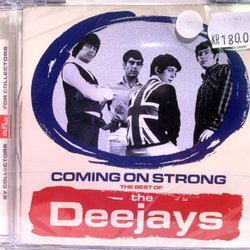 KR 180.0
COMING ON STRONG
THE BEST OF
the
Deejays
BY COLLECTORS
FOR COLLECTORS